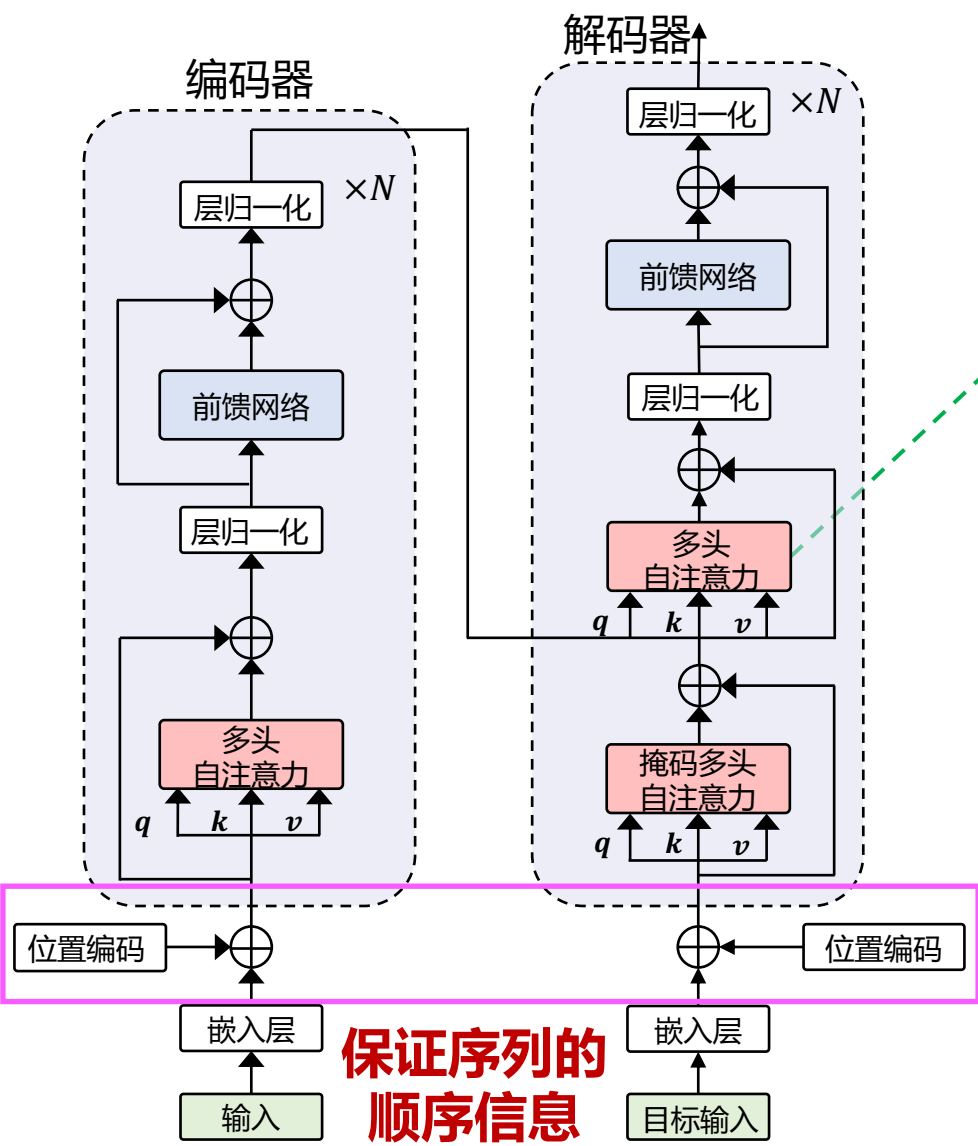 编码器
×N
层归一化
前馈网络
层归一化
多头
自注意力
q k v
位置编码
嵌入层
输入
解码器
×N
层归一化
前馈网络
层归一化
多头
自注意力
q k v
掩码多头
自注意力
q k v
位置编码
嵌入层
目标输入
保证序列的
顺序信息